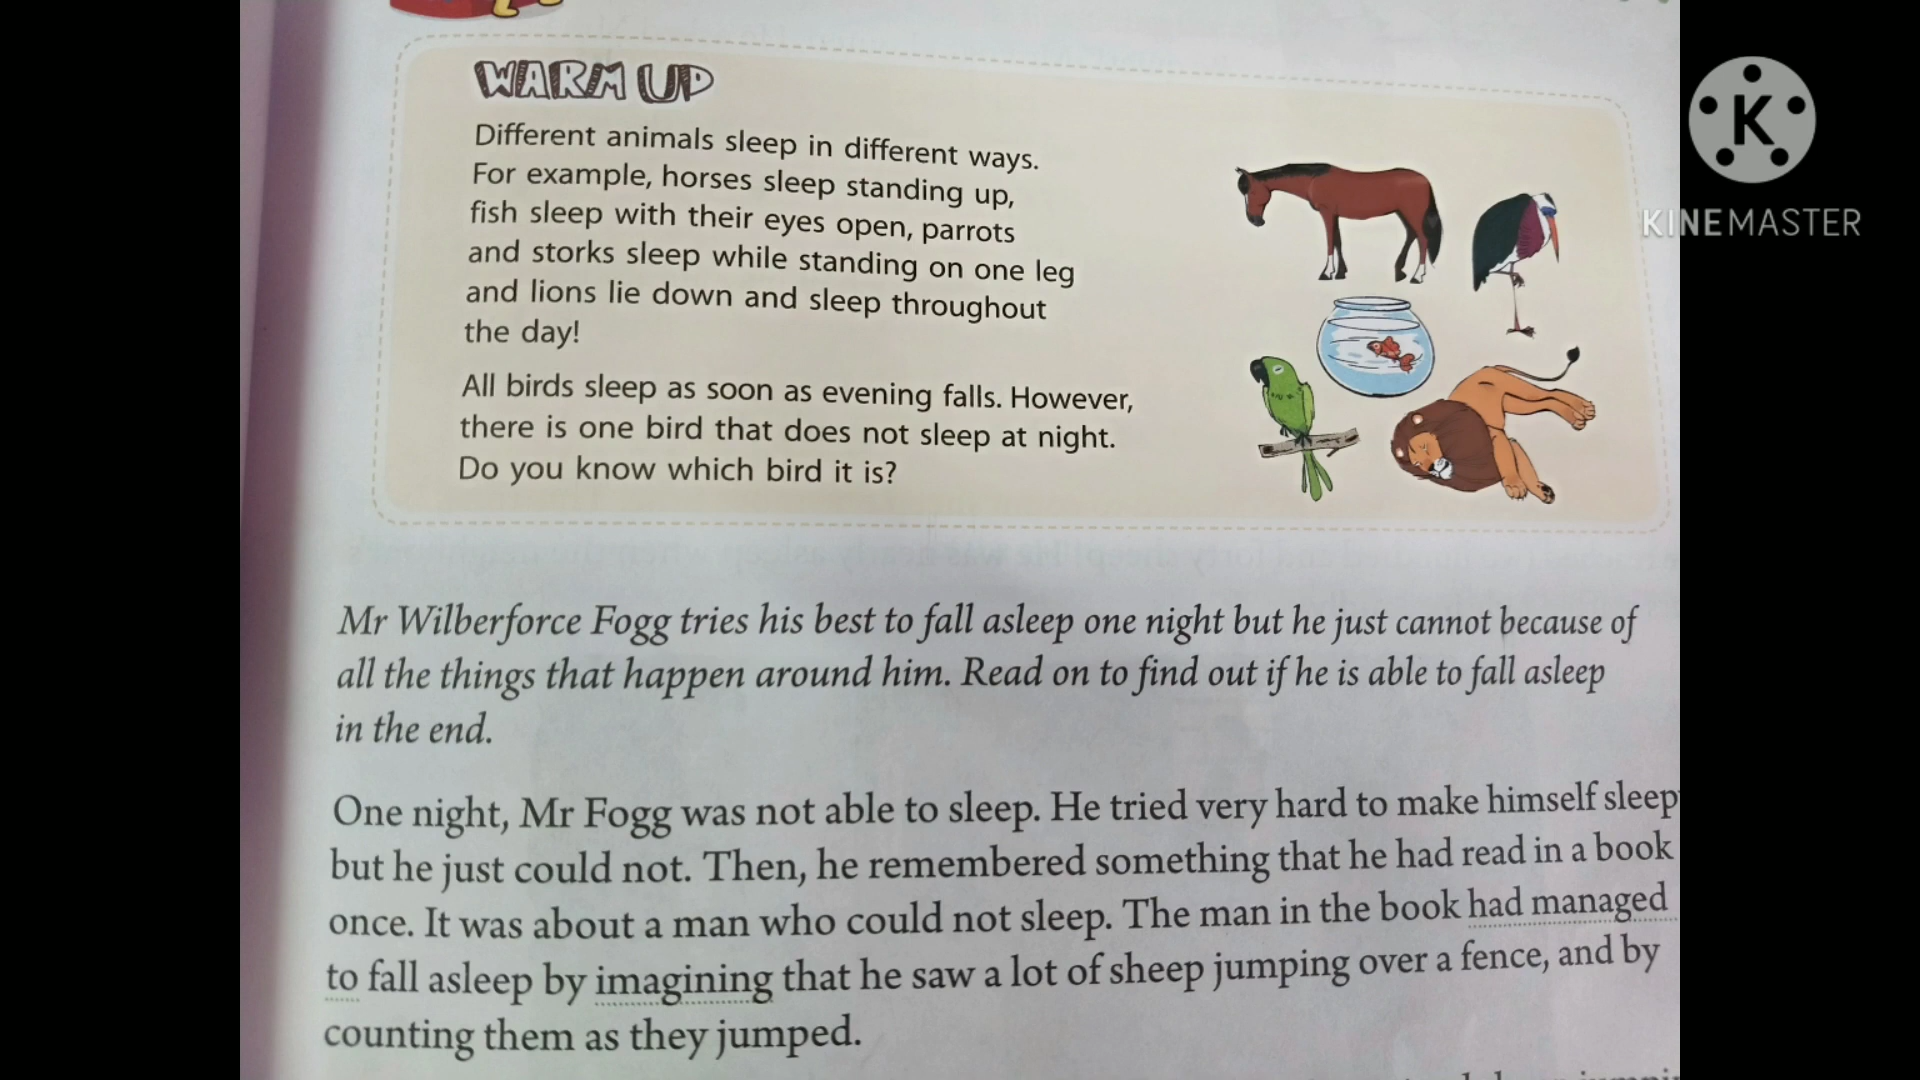 WARM UP
Different animals sleep in different ways.
For example, horses sleep standing up,
fish sleep with their eyes open, parrots
and storks sleep while standing on one leg
and lions lie down and sleep throughout
the day!
All birds sleep as soon as evening falls. However,
there is one bird that does not sleep at night.
Do you know which bird it is?
K
KINEMASTER
Mr Wilberforce Fogg tries his best to fall asleep one night but he just cannot because of
all the things that happen around him. Read on to find out if he is able to fall asleep
in the end.
One night, Mr Fogg was not able to sleep. He tried very hard to make himself sleep
but he just could not. Then, he remembered something that he had read in a book
once. It was about a man who could not sleep. The man in the book had managed
to fall asleep by imagining that he saw a lot of sheep jumping over a fence, and by
counting them as they jumped.